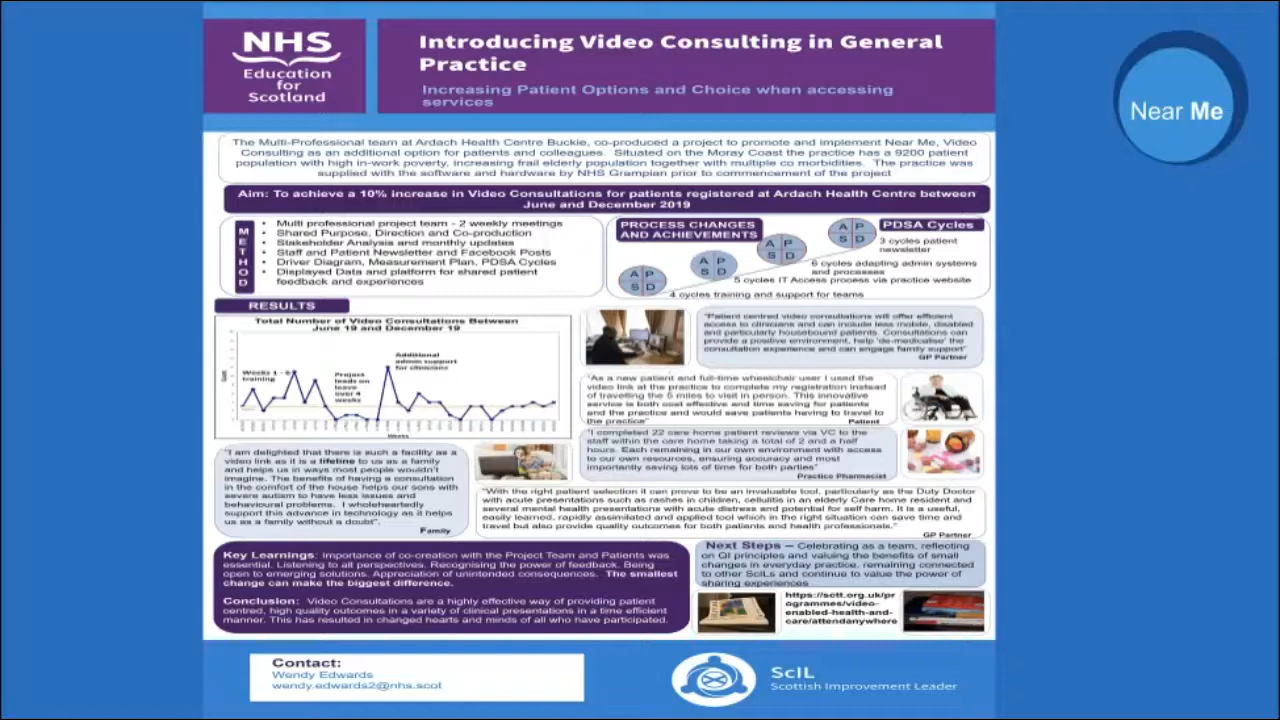 NHS
Education
for
Scotland
Introducing Video Consulting in General
Practice
Increasing Patient Options and Choice when accessing
services
Near Me
The Multi-Professional team at Ardach Health Centre Buckie, co-produced a project to promote and implement Near Me, Video
Consulting as an additional option for patients and colleagues. Situated on the Moray Coast the practice has a 9200 patient
population with high in-work poverty, increasing frail elderly population together with multiple co morbidities. The practice was
supplied with the software and hardware by NHS Grampian prior to commencement of the project
Aim: To achieve a 10% increase in Video Consultations for patients registered at Ardach Health Centre between
June and December 2019
METHOD
• Multi professional project team - 2 weekly meetings
• Shared Purpose, Direction and Co-production
• Stakeholder Analysis and monthly updates
• Staff and Patient Newsletter and Facebook Posts
• Driver Diagram, Measurement Plan, PDSA Cycles
• Displayed Data and platform for shared patient
feedback and experiences
PROCESS CHANGES
AND ACHIEVEMENTS
PDSA Cycles
A P
S D
A P
S D
A P
S D
A P
S D
3 cycles patient
newsletter
6 cycles adapting admin systems
and processes
5 cycles IT Access process via practice website
4 cycles training and support for teams
RESULTS
Total Number of Video Consultations Between
June 19 and December 19
Weeks 1 - 6
training
Project
leads on
leave
over 4
weeks
Additional
admin support
for clinicians
Weeks
"Patient centred video consultations will offer efficient
access to clinicians and can include less mobile, disabled
and particularly housebound patients. Consultations can
provide a positive environment, help 'de-medicalise' the
consultation experience and can engage family support"
GP Partner
"As a new patient and full-time wheelchair user I used the
video link at the practice to complete my registration instead
of travelling the 5 miles to visit in person. This innovative
service is both cost effective and time saving for patients
and the practice and would save patients having to travel to
the practice"
Patient
"I completed 22 care home patient reviews via VC to the
staff within the care home taking a total of 2 and a half
hours. Each remaining in our own environment with access
to our own resources, ensuring accuracy and most
importantly saving lots of time for both parties"
Practice Pharmacist
"I am delighted that there is such a facility as a
video link as it is a lifeline to us as a family
and helps us in ways most people wouldn't
imagine. The benefits of having a consultation
in the comfort of the house helps our sons with
severe autism to have less issues and
behavioural problems. I wholeheartedly
support this advance in technology as it helps
us as a family without a doubt".
Family
"With the right patient selection it can prove to be an invaluable tool, particularly as the Duty Doctor
with acute presentations such as rashes in children, cellulitis in an elderly Care home resident and
several mental health presentations with acute distress and potential for self harm. It is a useful,
easily learned, rapidly assimilated and applied tool which in the right situation can save time and
travel but also provide quality outcomes for both patients and health professionals."
GP Partner
Key Learnings: Importance of co-creation with the Project Team and Patients was
essential. Listening to all perspectives. Recognising the power of feedback. Being
open to emerging solutions. Appreciation of unintended consequences. The smallest
change can make the biggest difference.
Conclusion: Video Consultations are a highly effective way of providing patient
centred, high quality outcomes in a variety of clinical presentations in a time efficient
manner. This has resulted in changed hearts and minds of all who have participated.
Next Steps – Celebrating as a team, reflecting
on QI principles and valuing the benefits of small
changes in everyday practice, remaining connected
to other ScILs and continue to value the power of
sharing experiences
https://sctt.org.uk/pr
ogrammes/video-
enabled-health-and-
care/attendanywhere
Contact:
Wendy Edwards
wendy.edwards2@nhs.scot
ScIL
Scottish Improvement Leader